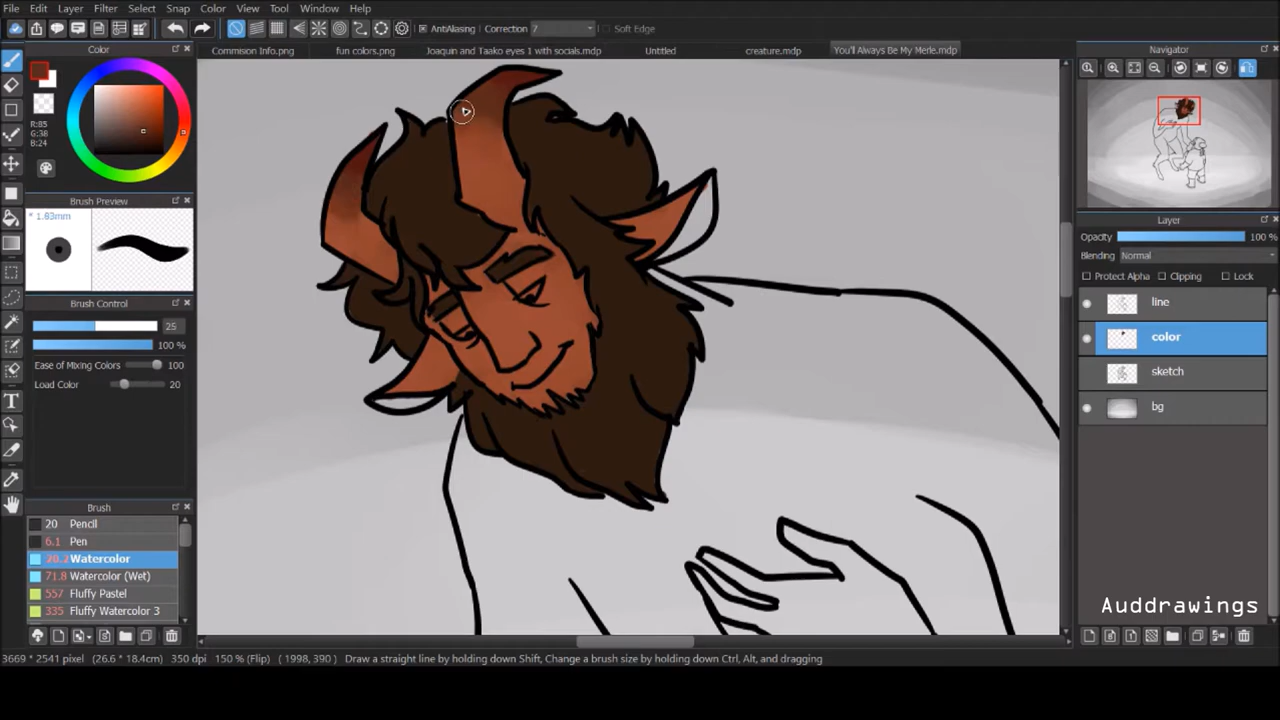 File Edit Layer Filter Select Snap Color View Tool Window Help
AntiAliasing Correction 7 Soft Edge
Commision Info.png fun colors.png Joaquin and Taako eyes 1 with socials.mdp Untitled creature.mdp You'll Always Be My Merle.mdp
Color
R:85
G:38
B:24
Brush Preview
* 1.83mm
Brush Control
25
100 %
Ease of Mixing Colors 100
Load Color 20
Brush
20 Pencil
6.1 Pen
20.2 Watercolor
71.8 Watercolor (Wet)
557 Fluffy Pastel
335 Fluffy Watercolor 3
Navigator
Layer
Opacity 100 %
Blending Normal
Protect Alpha Clipping Lock
line
color
sketch
bg
Auddrawings
3669 * 2541 pixel (26.6 * 18.4cm) 350 dpi 150 % (Flip) ( 1998, 390 ) Draw a straight line by holding down Shift, Change a brush size by holding down Ctrl, Alt, and dragging